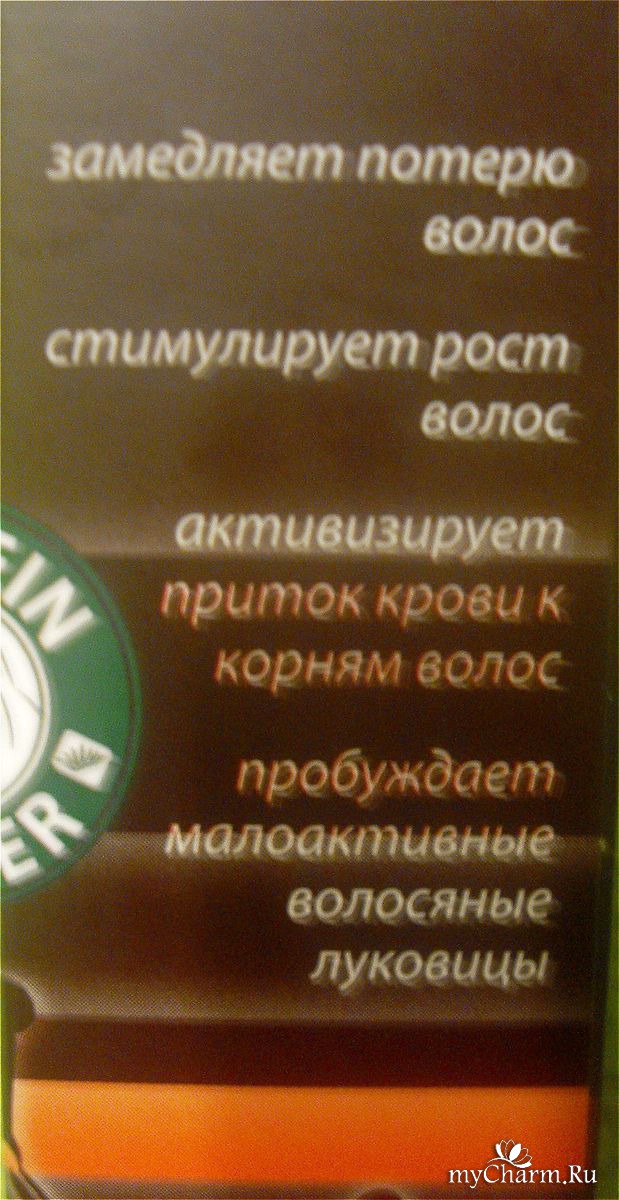 замедляет потерю
волос
стимулирует рост
волос
активизирует
приток крови к
корням волос
пробуждает
малоактивные
волосяные
луковицы
myCharm.Ru